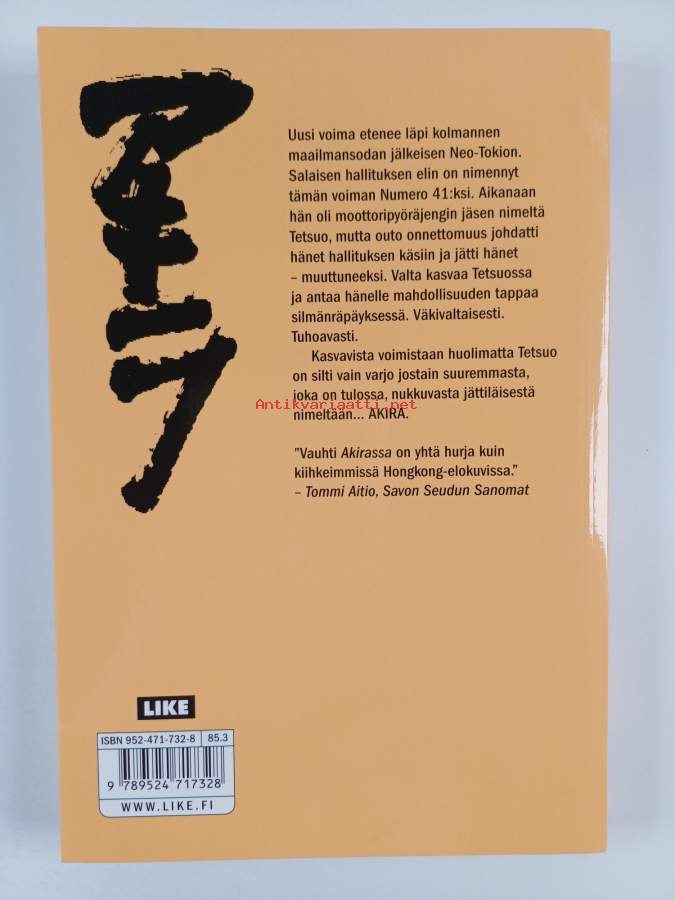 アキラ
Uusi voima etenee läpi kolmannen
maailmansodan jälkeisen Neo-Tokion.
Salaisen hallituksen elin on nimennyt
tämän voiman Numero 41:ksi. Aikanaan
hän oli moottoripyöräjengin jäsen nimeltä
Tetsuo, mutta outo onnettomuus johdatti
hänet hallituksen käsiin ja jätti hänet
– muuttuneeksi. Valta kasvaa Tetsuossa
ja antaa hänelle mahdollisuuden tappaa
silmänräpäyksessä. Väkivaltaisesti.
Tuhoavasti.
Kasvavista voimistaan huolimatta Tetsuo
on silti vain varjo jostain suuremmasta,
joka on tulossa, nukkuvasta jättiläisestä
nimeltään... AKIRA.
Antikvariaatti.net
"Vauhti Akirassa on yhtä hurja kuin
kiihkeimmissä Hongkong-elokuvissa."
– Tommi Aitio, Savon Seudun Sanomat
LIKE
ISBN 952-471-732-8 85.3
9 789524 717328
WWW.LIKE.FI